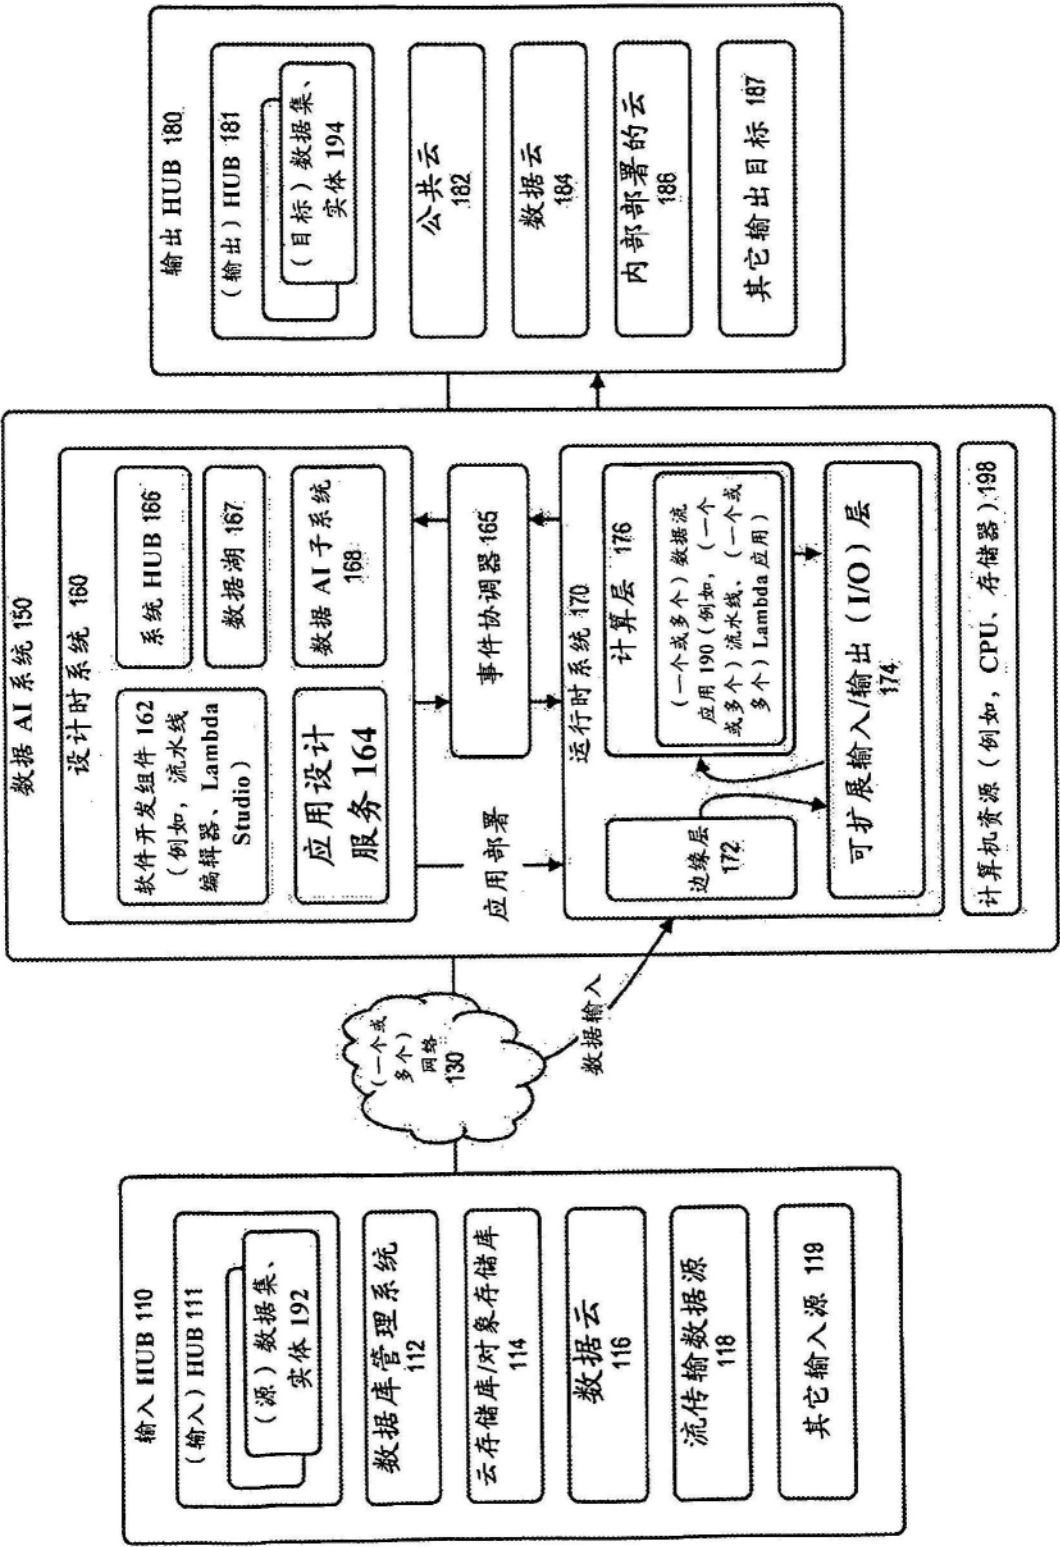 输入 HUB 110
（输入）HUB 111
（源）数据集、
实体 192
数据库管理系统
112
云存储库/对象存储库
114
数据云
116
流传输数据源
118
其它输入源 119
（一个或
多个）
网络
130
数据输入
数据 AI 系统 150
设计时系统 160
软件开发组件 162
（例如，流水线
编辑器、Lambda
Studio）
系统 HUB 166
数据湖 167
应用设计
服务 164
数据 AI 子系统
168
应用部署
事件协调器 165
运行时系统 170
边缘层
172
计算层 176
（一个或多个）数据流
应用 190（例如，（一个
或多个）流水线、（一个或
多个）Lambda 应用）
可扩展输入/输出（I/O）层
174
计算机资源（例如，CPU、存储器）198
输出 HUB 180
（输出）HUB 181
（目标）数据集、
实体 194
公共云
182
数据云
184
内部部署的云
186
其它输出目标 187